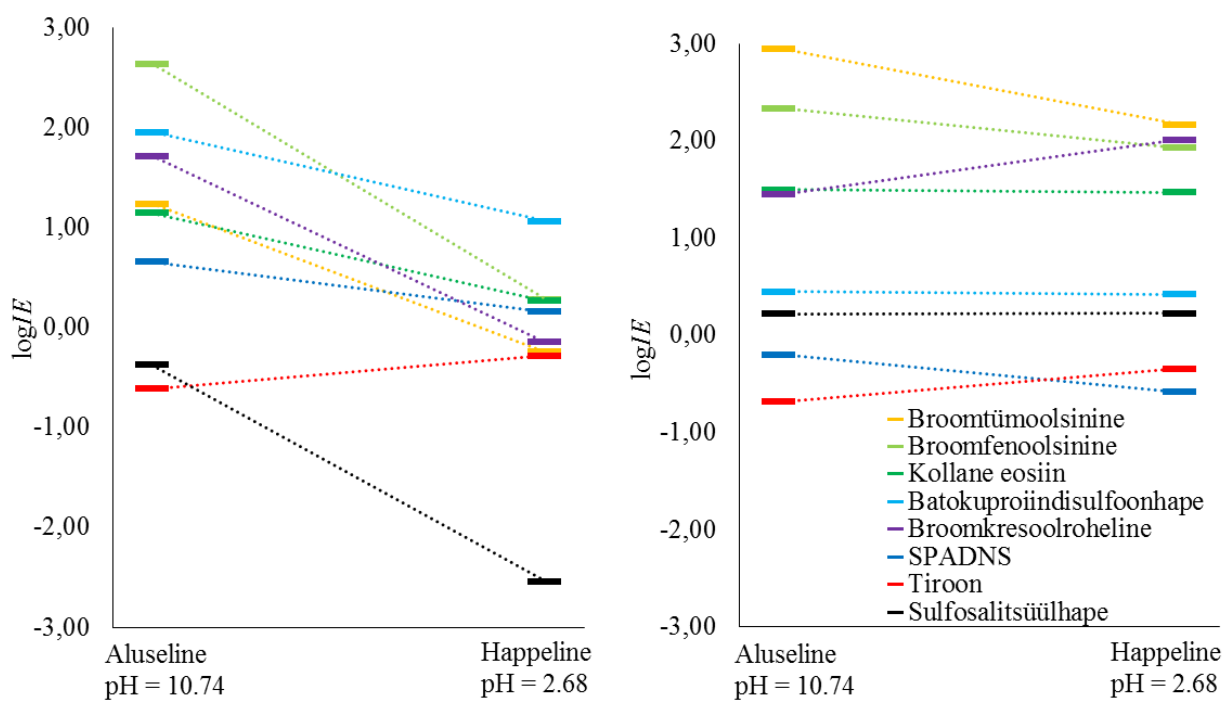 3,00
2,00
1,00
0,00
-1,00
-2,00
-3,00
logIE
Aluseline
pH = 10.74
Happeline
pH = 2.68
3,00
2,00
1,00
0,00
-1,00
-2,00
-3,00
logIE
Broomtümoolsinine
Broomfenoolsinine
Kollane eosiin
Batokuproiindisulfoonhape
Broomkresoolroheline
SPADNS
Tiroon
Sulfosalitsüülhape
Aluseline
pH = 10.74
Happeline
pH = 2.68